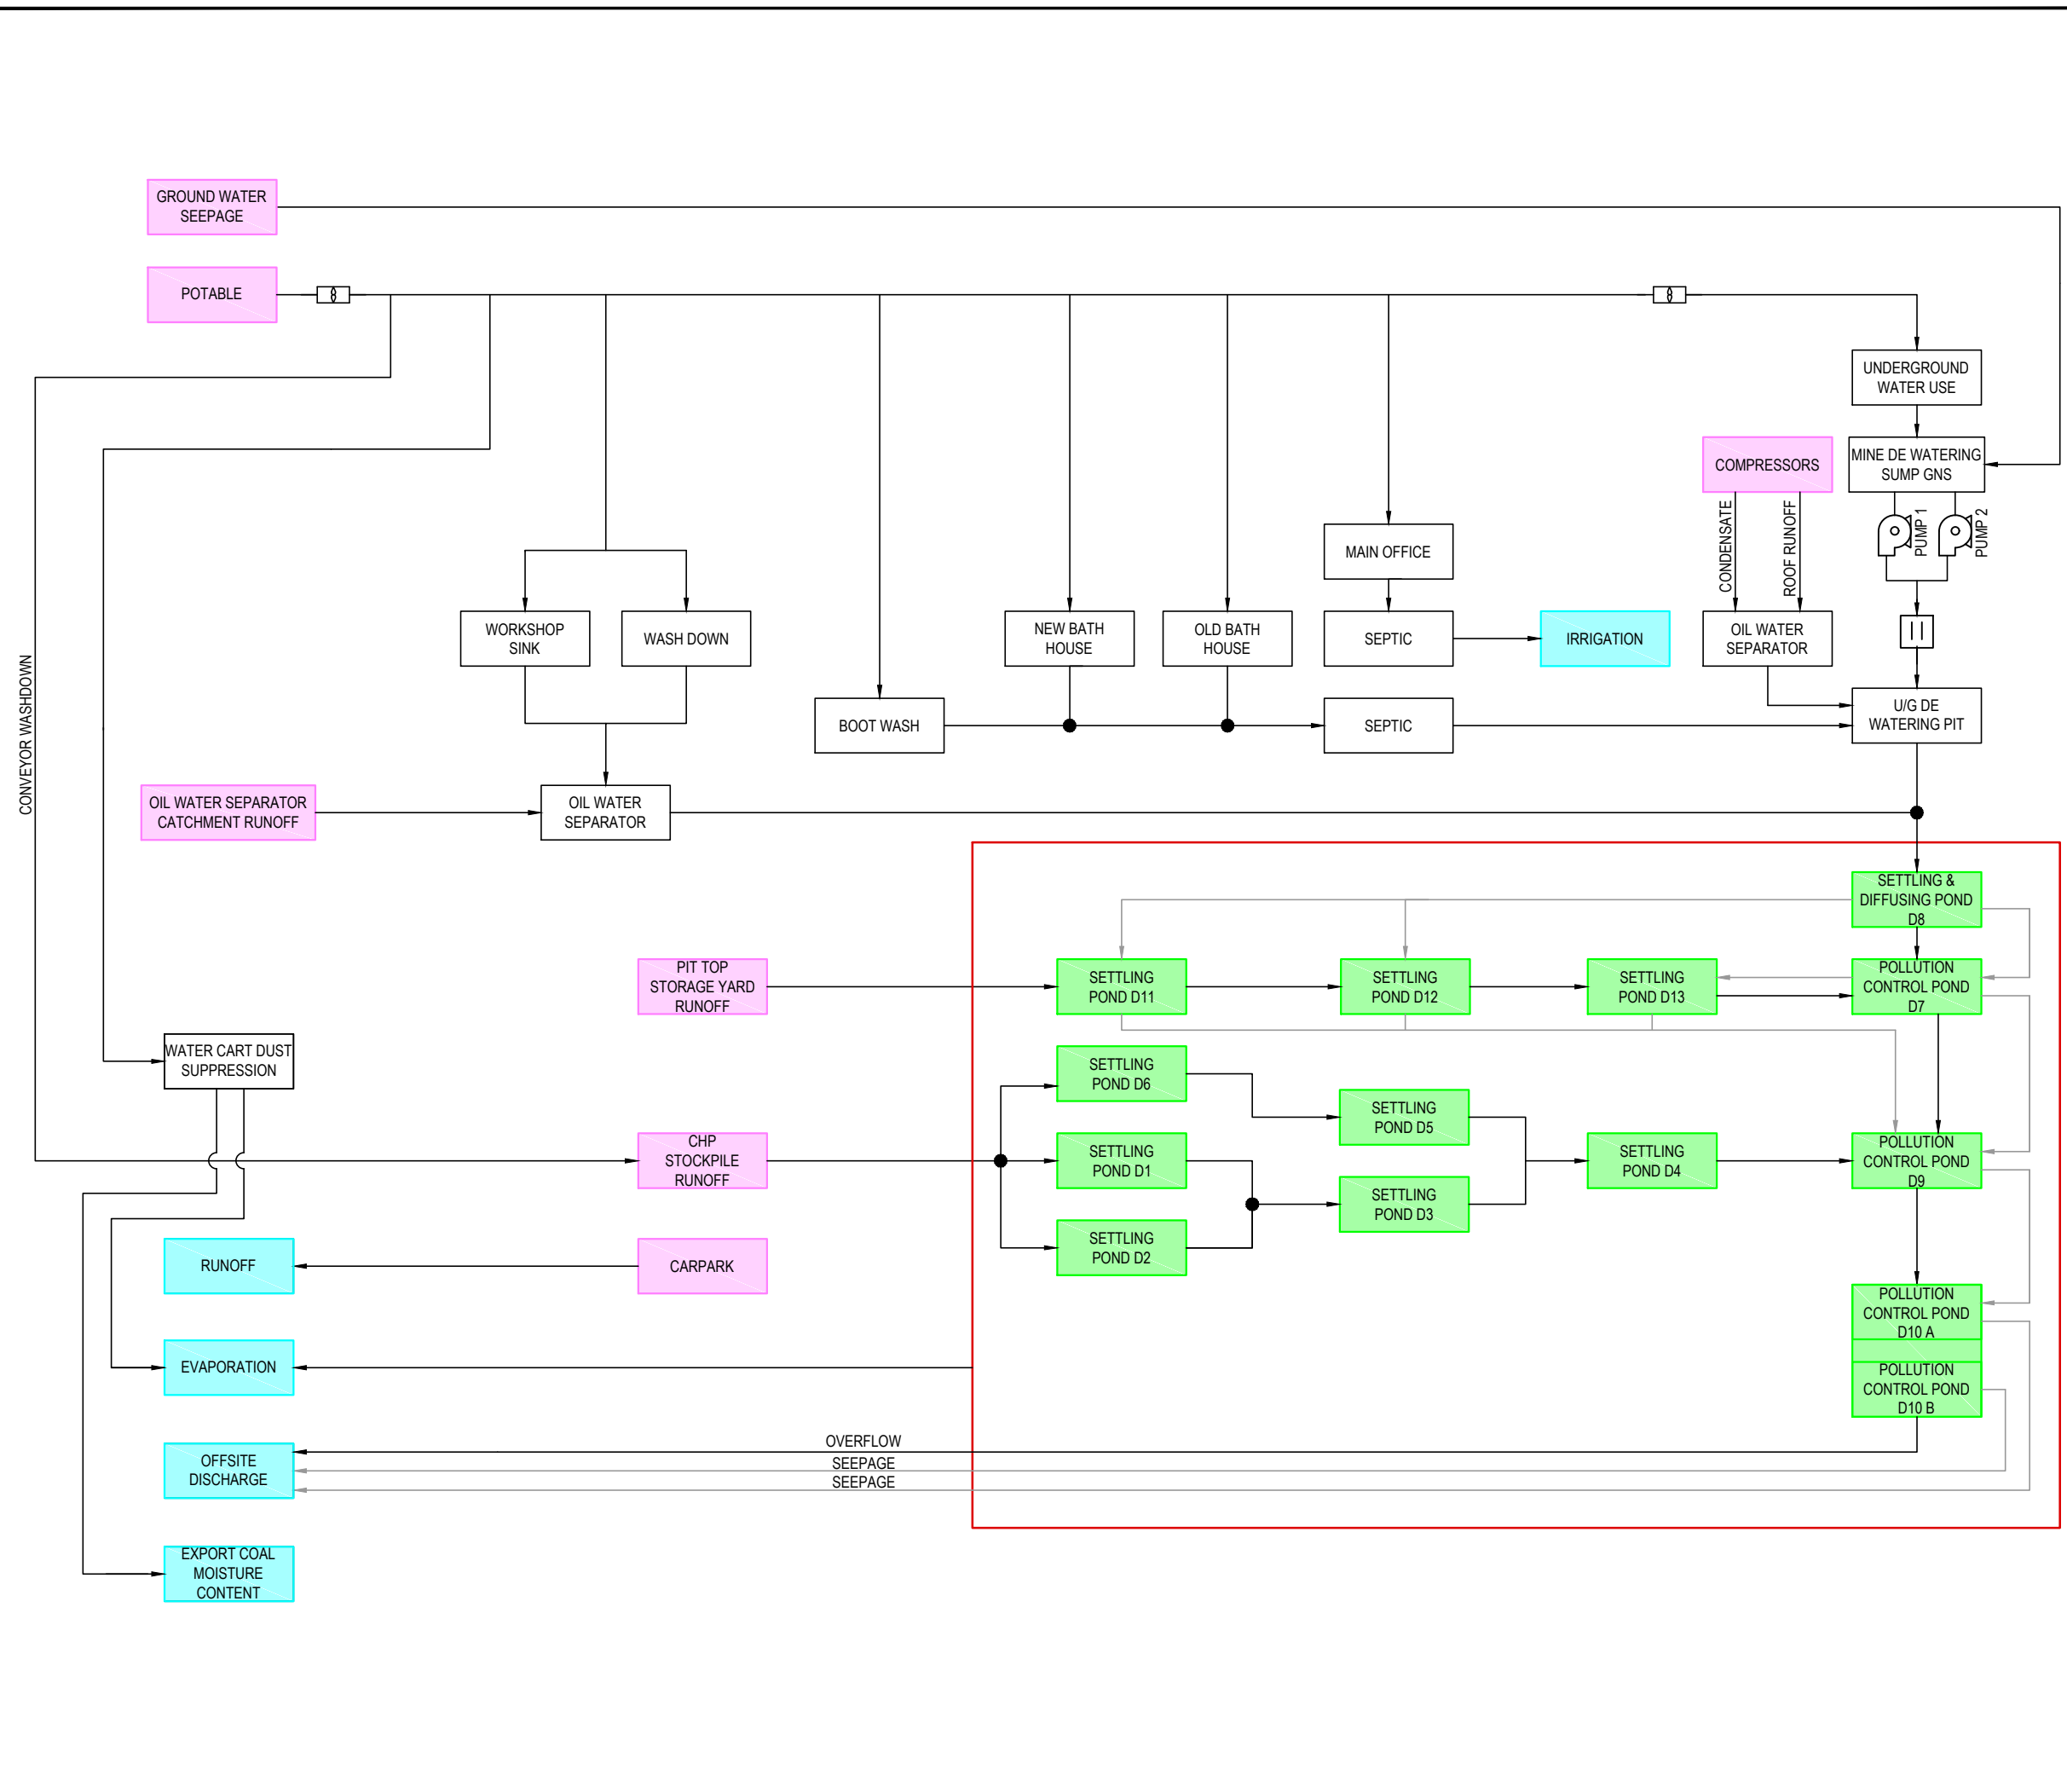 GROUND WATER
SEEPAGE
POTABLE
UNDERGROUND
WATER USE
COMPRESSORS
MINE DE WATERING
SUMP GNS
CONDENSATE
ROOF RUNOFF
PUMP 1
PUMP 2
MAIN OFFICE
WORKSHOP
SINK
WASH DOWN
NEW BATH
HOUSE
OLD BATH
HOUSE
SEPTIC
IRRIGATION
OIL WATER
SEPARATOR
CONVEYOR WASHDOWN
BOOT WASH
SEPTIC
U/G DE
WATERING PIT
OIL WATER SEPARATOR
CATCHMENT RUNOFF
OIL WATER
SEPARATOR
SETTLING &
DIFFUSING POND
D8
PIT TOP
STORAGE YARD
RUNOFF
SETTLING
POND D11
SETTLING
POND D12
SETTLING
POND D13
POLLUTION
CONTROL POND
D7
WATER CART DUST
SUPPRESSION
SETTLING
POND D6
SETTLING
POND D5
CHP
STOCKPILE
RUNOFF
SETTLING
POND D1
SETTLING
POND D4
POLLUTION
CONTROL POND
D9
SETTLING
POND D3
SETTLING
POND D2
RUNOFF
CARPARK
POLLUTION
CONTROL POND
D10 A
EVAPORATION
POLLUTION
CONTROL POND
D10 B
OFFSITE
DISCHARGE
OVERFLOW
SEEPAGE
SEEPAGE
EXPORT COAL
MOISTURE
CONTENT